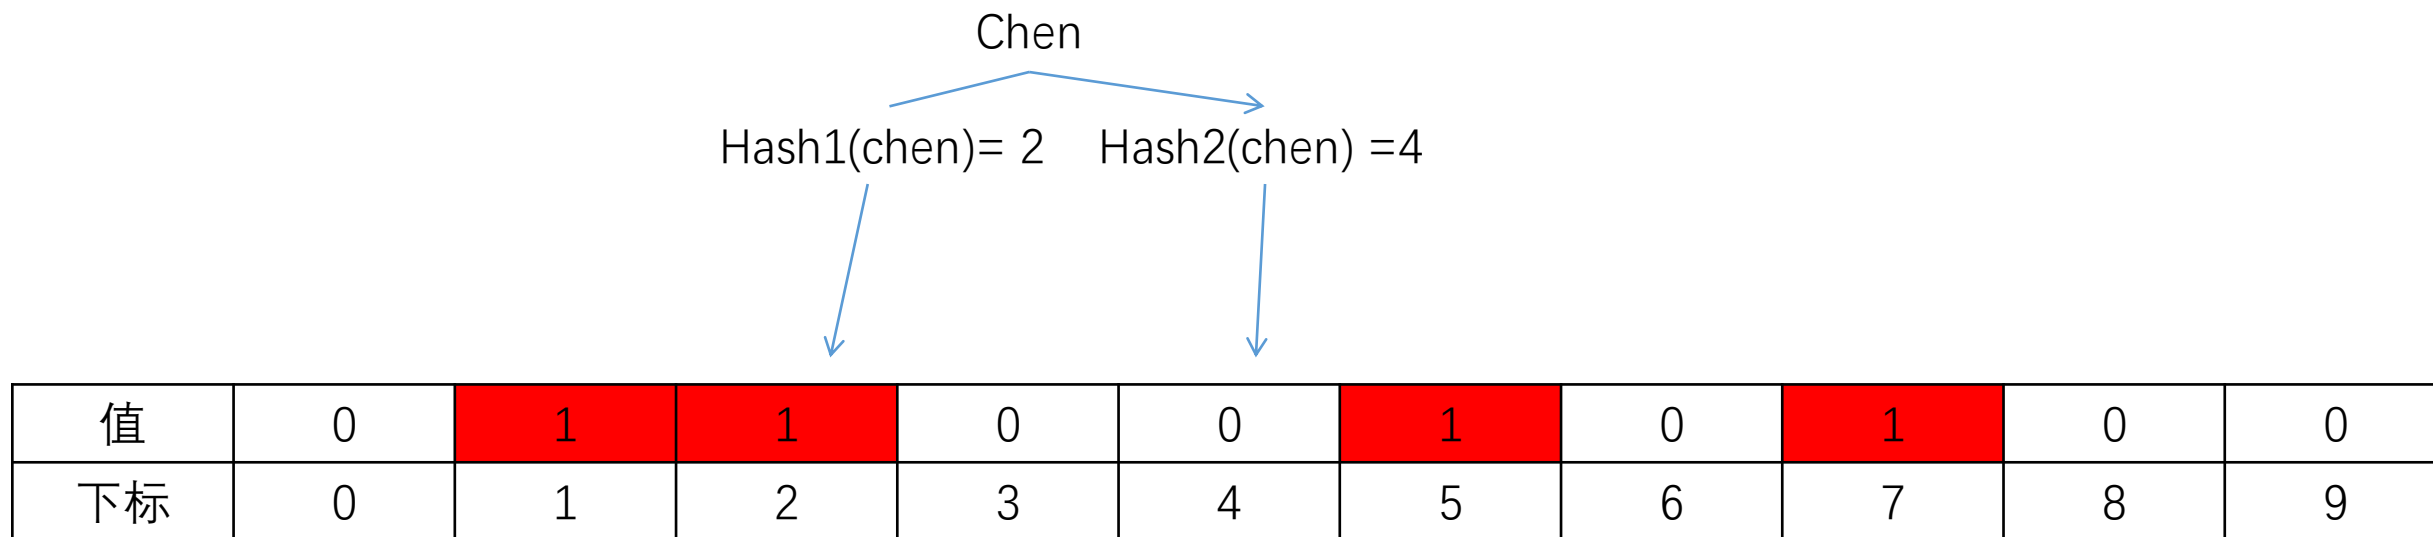 Chen
Hash1(chen)= 2 Hash2(chen) =4
值 0 1 1 0 0 1 0 1 0 0
下标 0 1 2 3 4 5 6 7 8 9